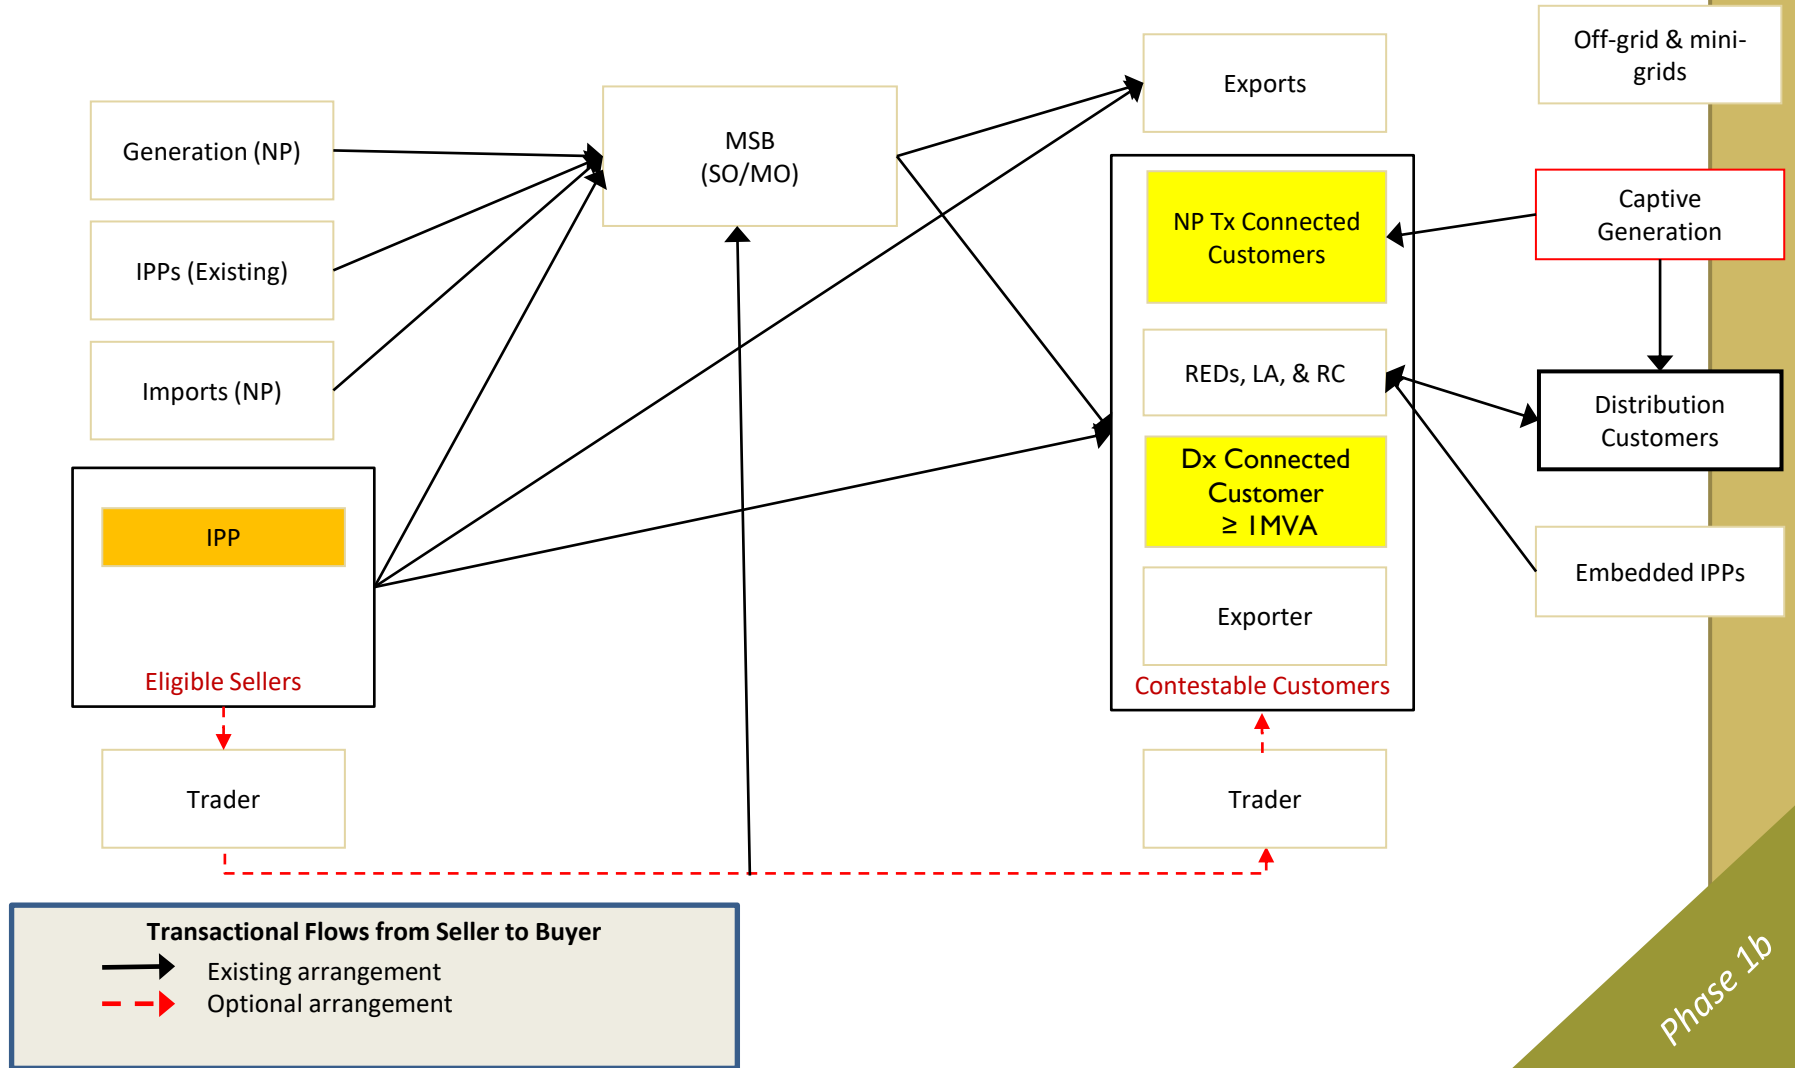 Off-grid & mini-
grids
Exports
Generation (NP)
MSB
(SO/MO)
NP Tx Connected
Customers
Captive
Generation
IPPs (Existing)
Imports (NP)
REDs, LA, & RC
Distribution
Customers
IPP
Dx Connected
Customer
≥ 1MVA
Embedded IPPs
Exporter
Eligible Sellers
Contestable Customers
Trader
Trader
Transactional Flows from Seller to Buyer
Existing arrangement
Optional arrangement
Phase 1b